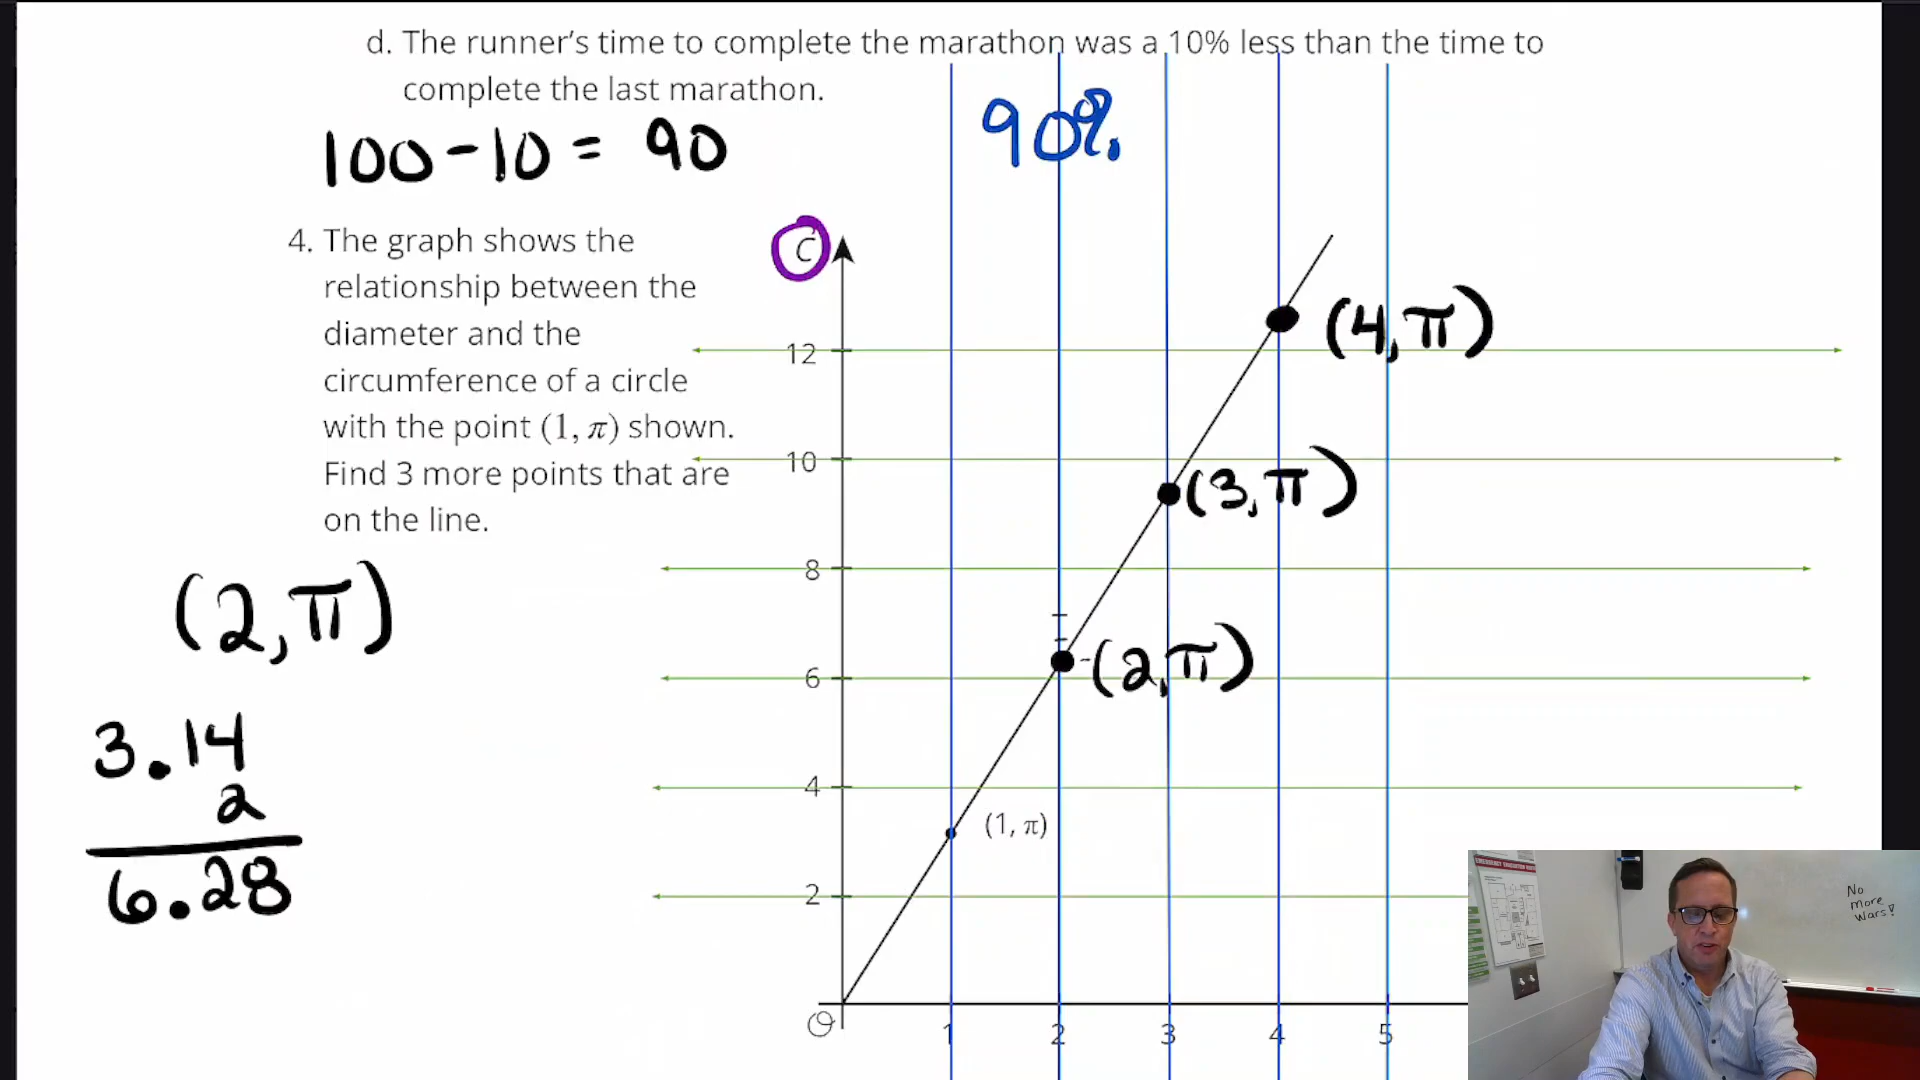 d. The runner's time to complete the marathon was a 10% less than the time to
complete the last marathon.
100-10 = 90
90%
4. The graph shows the
relationship between the
diameter and the
circumference of a circle
with the point (1, π) shown.
Find 3 more points that are
on the line.
(2,π)
3.14
2
6.28
C
12
10
8
6
4
2
O
1
2
3
4
5
(4,π)
(3,π)
(2,π)
(1, π)
No
more
wars!